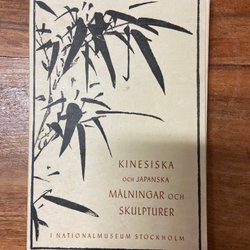 KINESISKA
OCH JAPANSKA
MÅLNINGAR OCH
SKULPTURER
I NATIONALMUSEUM STOCKHOLM